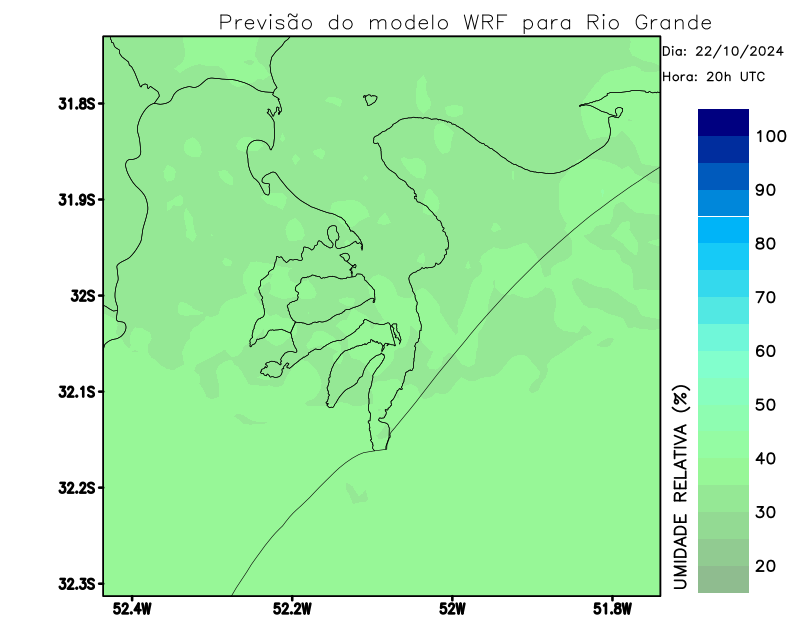 Previsão do modelo WRF para Rio Grande
Dia: 22/10/2024
Hora: 20h UTC
31.8S
31.9S
32S
32.1S
32.2S
32.3S
52.4W
52.2W
52W
51.8W
100
90
80
70
60
50
40
30
20
UMIDADE RELATIVA (%)